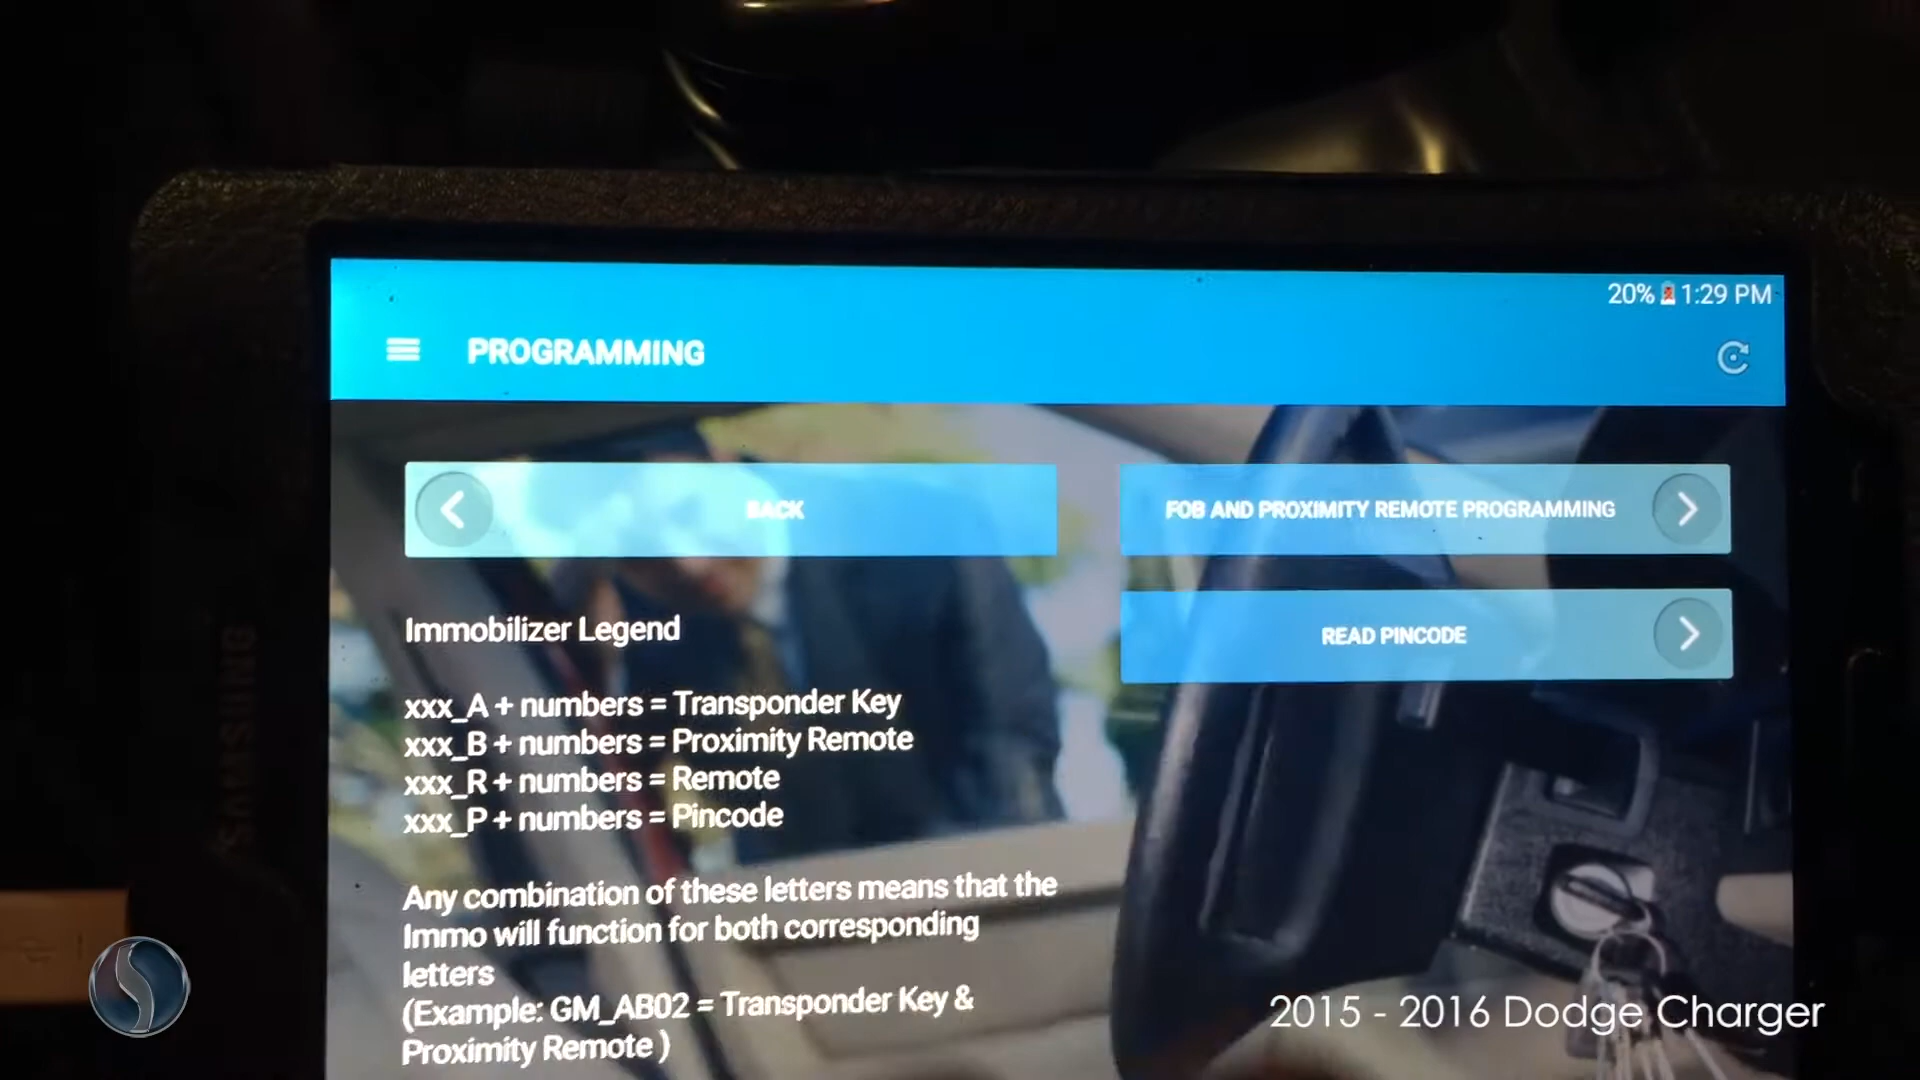 20% 1:29 PM
PROGRAMMING
BACK
FOB AND PROXIMITY REMOTE PROGRAMMING
READ PINCODE
Immobilizer Legend
xxx_A + numbers = Transponder Key
xxx_B + numbers = Proximity Remote
xxx_R + numbers = Remote
xxx_P + numbers = Pincode
Any combination of these letters means that the
Immo will function for both corresponding
letters
(Example: GM_AB02 = Transponder Key &
Proximity Remote )
SAMSUNG
2015 - 2016 Dodge Charger